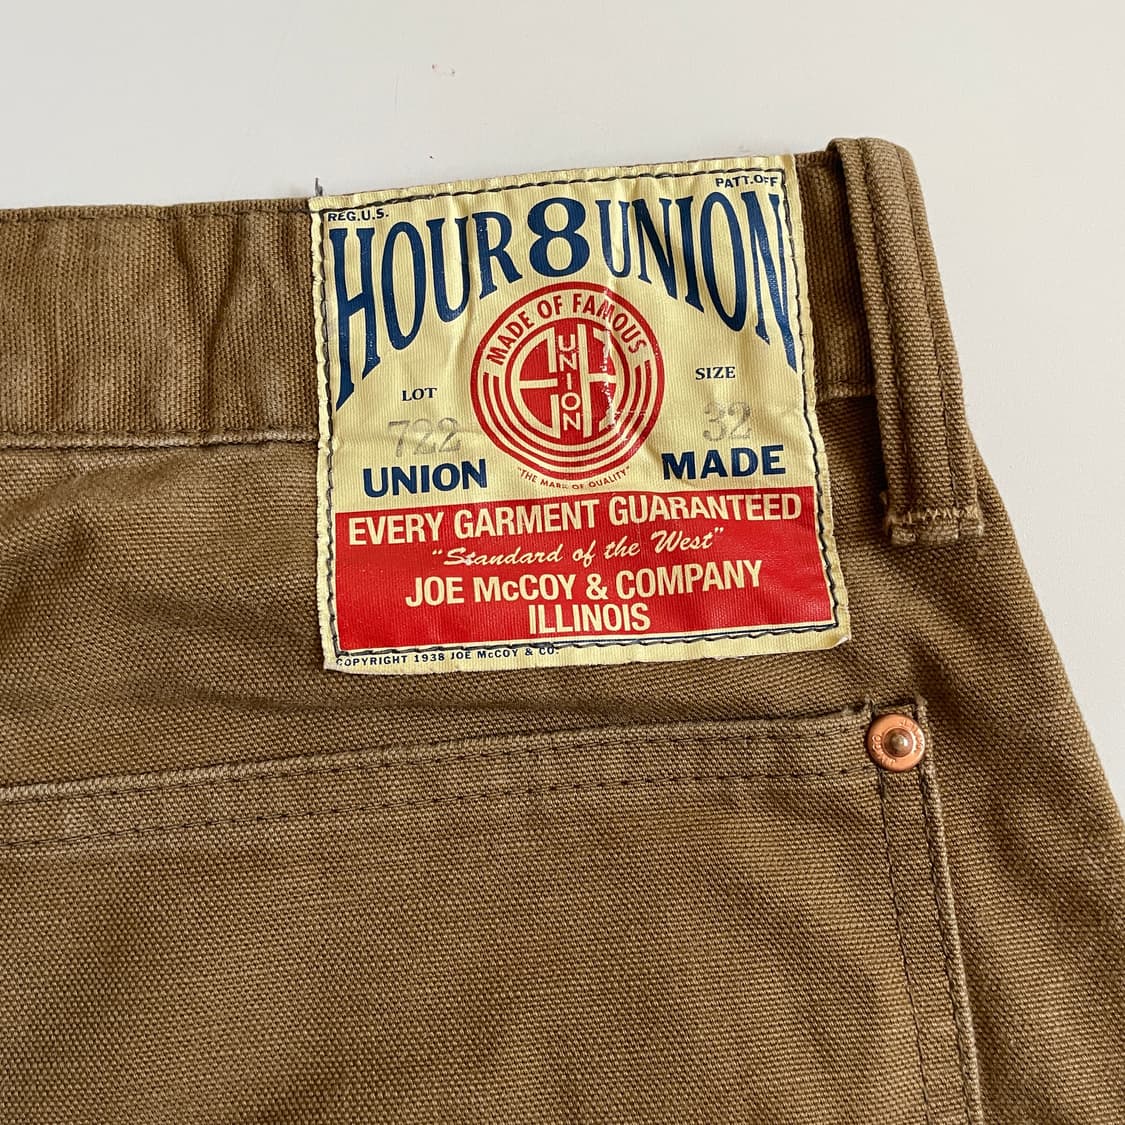 REG.U.S.
PATT.OFF
HOUR 8 UNION
MADE OF FAMOUS
UNION
LOT
722
SIZE
32
UNION
MADE
"THE MARK OF QUALITY"
EVERY GARMENT GUARANTEED
"Standard of the West"
JOE McCOY & COMPANY
ILLINOIS
COPYRIGHT 1938 JOE McCOY & CO.